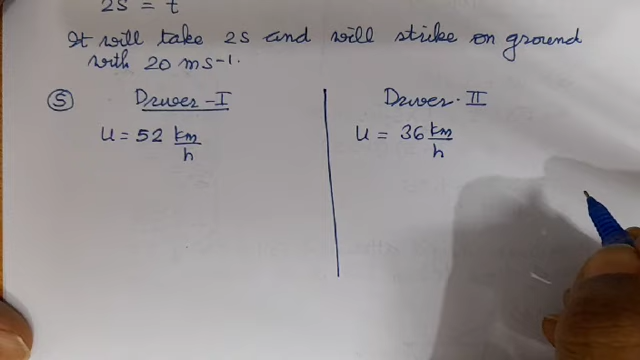 2S = t
It will take 2S and will strike on ground
with 20 ms-1.
5 Driver-I Driver-II
u = 52 km/h u = 36 km/h